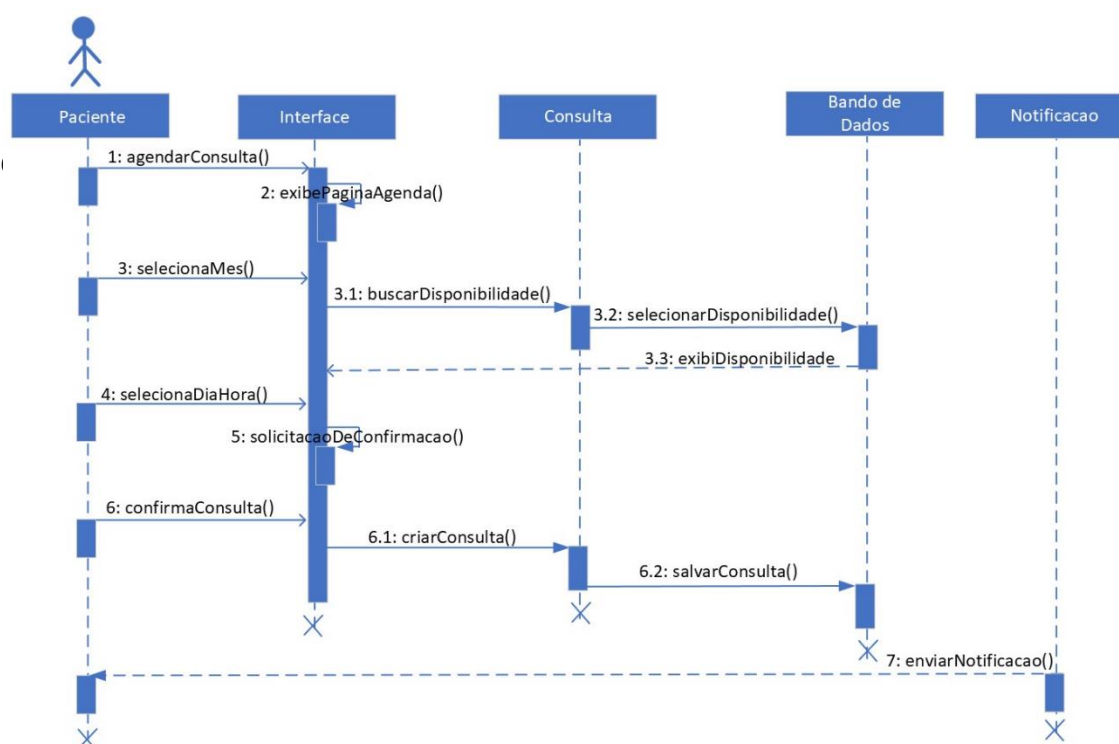 Paciente
Interface
Consulta
Bando de
Dados
Notificacao
1: agendarConsulta()
2: exibePaginaAgenda()
3: selecionaMes()
3.1: buscarDisponibilidade()
3.2: selecionarDisponibilidade()
3.3: exibiDisponibilidade
4: selecionaDiaHora()
5: solicitacaoDeConfirmacao()
6: confirmaConsulta()
6.1: criarConsulta()
6.2: salvarConsulta()
7: enviarNotificacao()